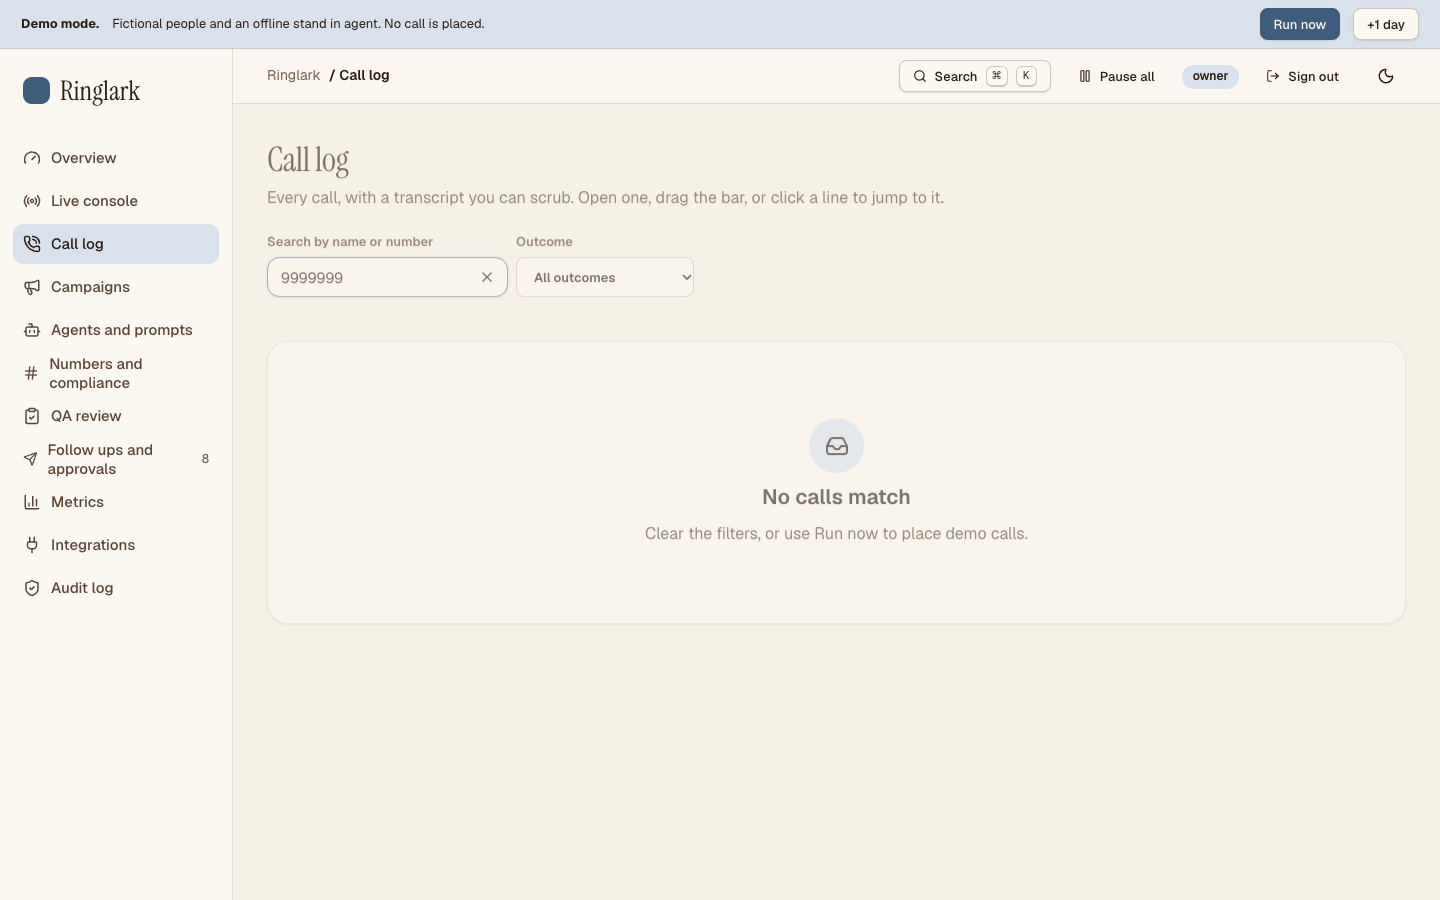 Demo mode. Fictional people and an offline stand in agent. No call is placed.
Run now
+1 day
Ringlark
Ringlark / Call log
Search ⌘ K
Pause all
owner
Sign out
Overview
Live console
Call log
Campaigns
Agents and prompts
Numbers and
compliance
QA review
Follow ups and
approvals
8
Metrics
Integrations
Audit log
Call log
Every call, with a transcript you can scrub. Open one, drag the bar, or click a line to jump to it.
Search by name or number
Outcome
9999999
All outcomes
No calls match
Clear the filters, or use Run now to place demo calls.